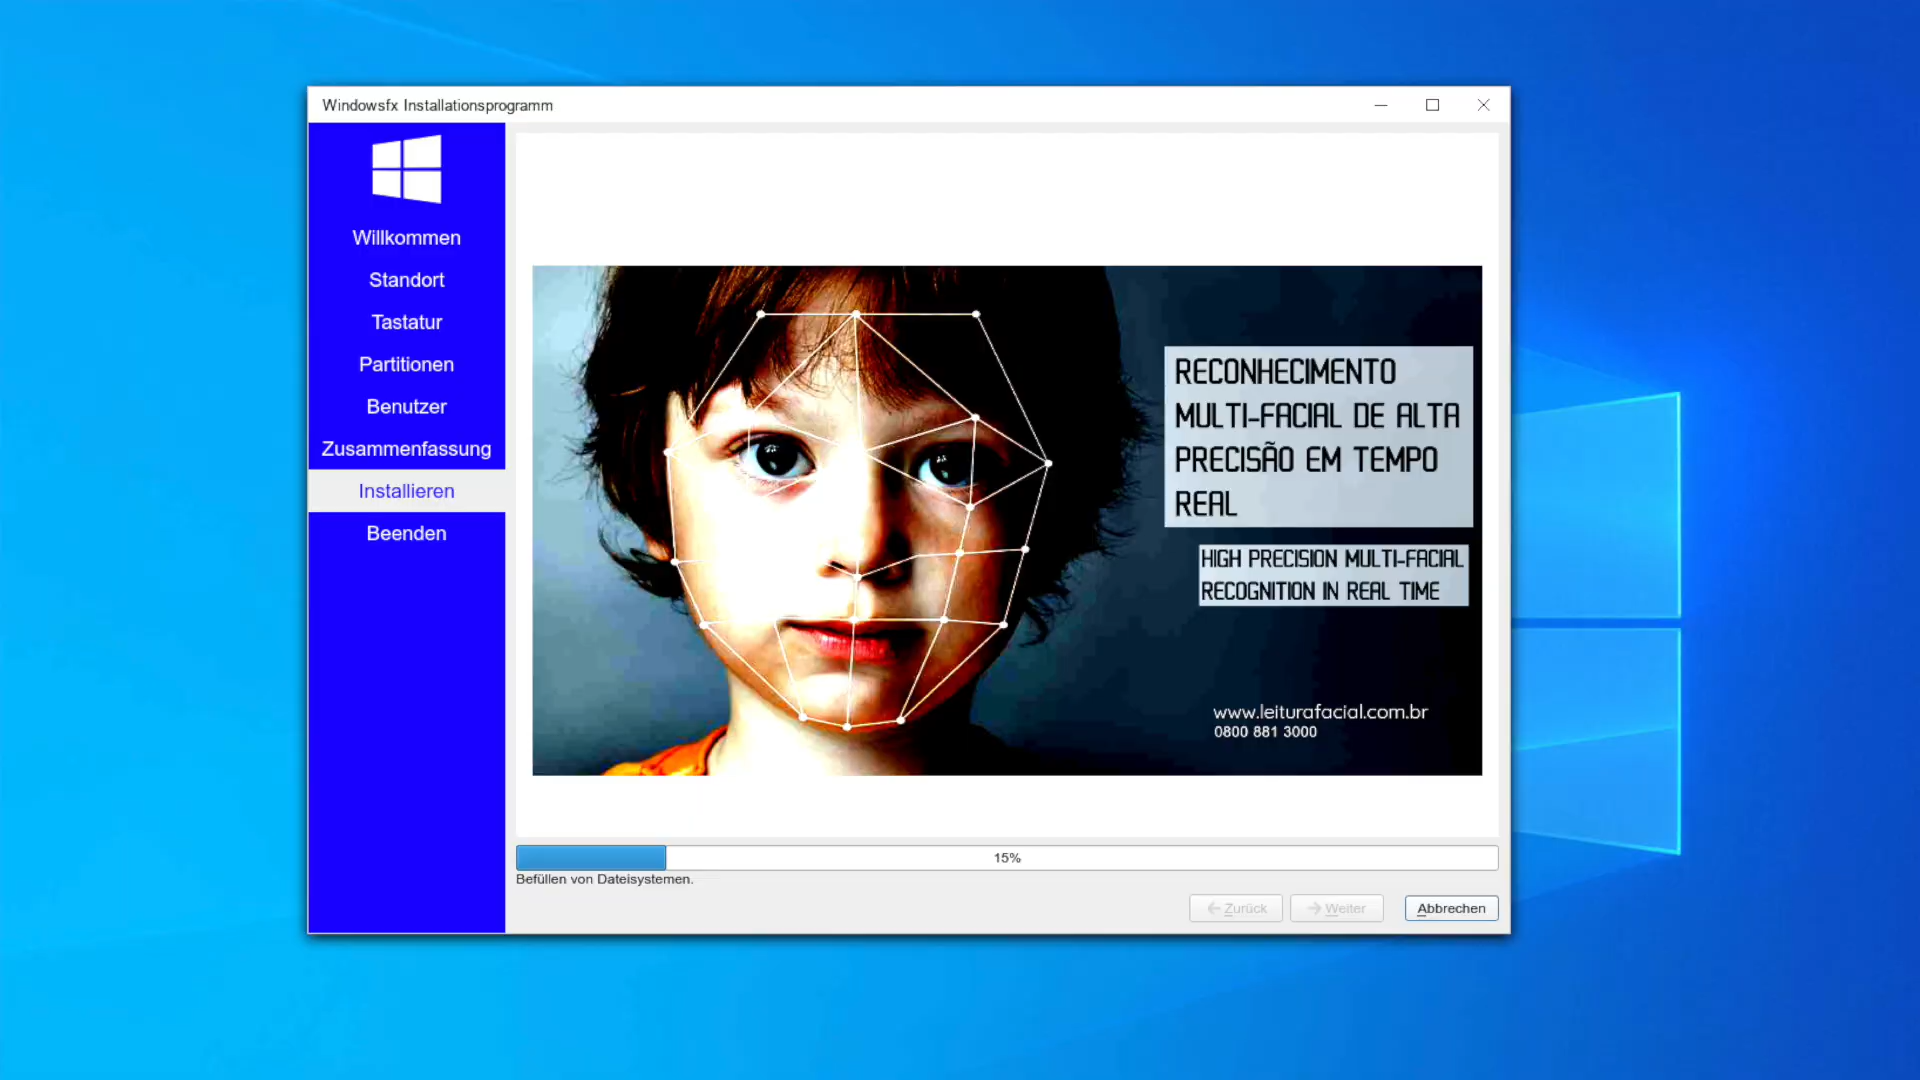 Windowsfx Installationsprogramm
Willkommen
Standort
Tastatur
Partitionen
Benutzer
Zusammenfassung
Installieren
Beenden
RECONHECIMENTO
MULTI-FACIAL DE ALTA
PRECISÃO EM TEMPO
REAL
HIGH PRECISION MULTI-FACIAL
RECOGNITION IN REAL TIME
www.leiturafacial.com.br
0800 881 3000
15%
Befüllen von Dateisystemen.
Zurück
Weiter
Abbrechen